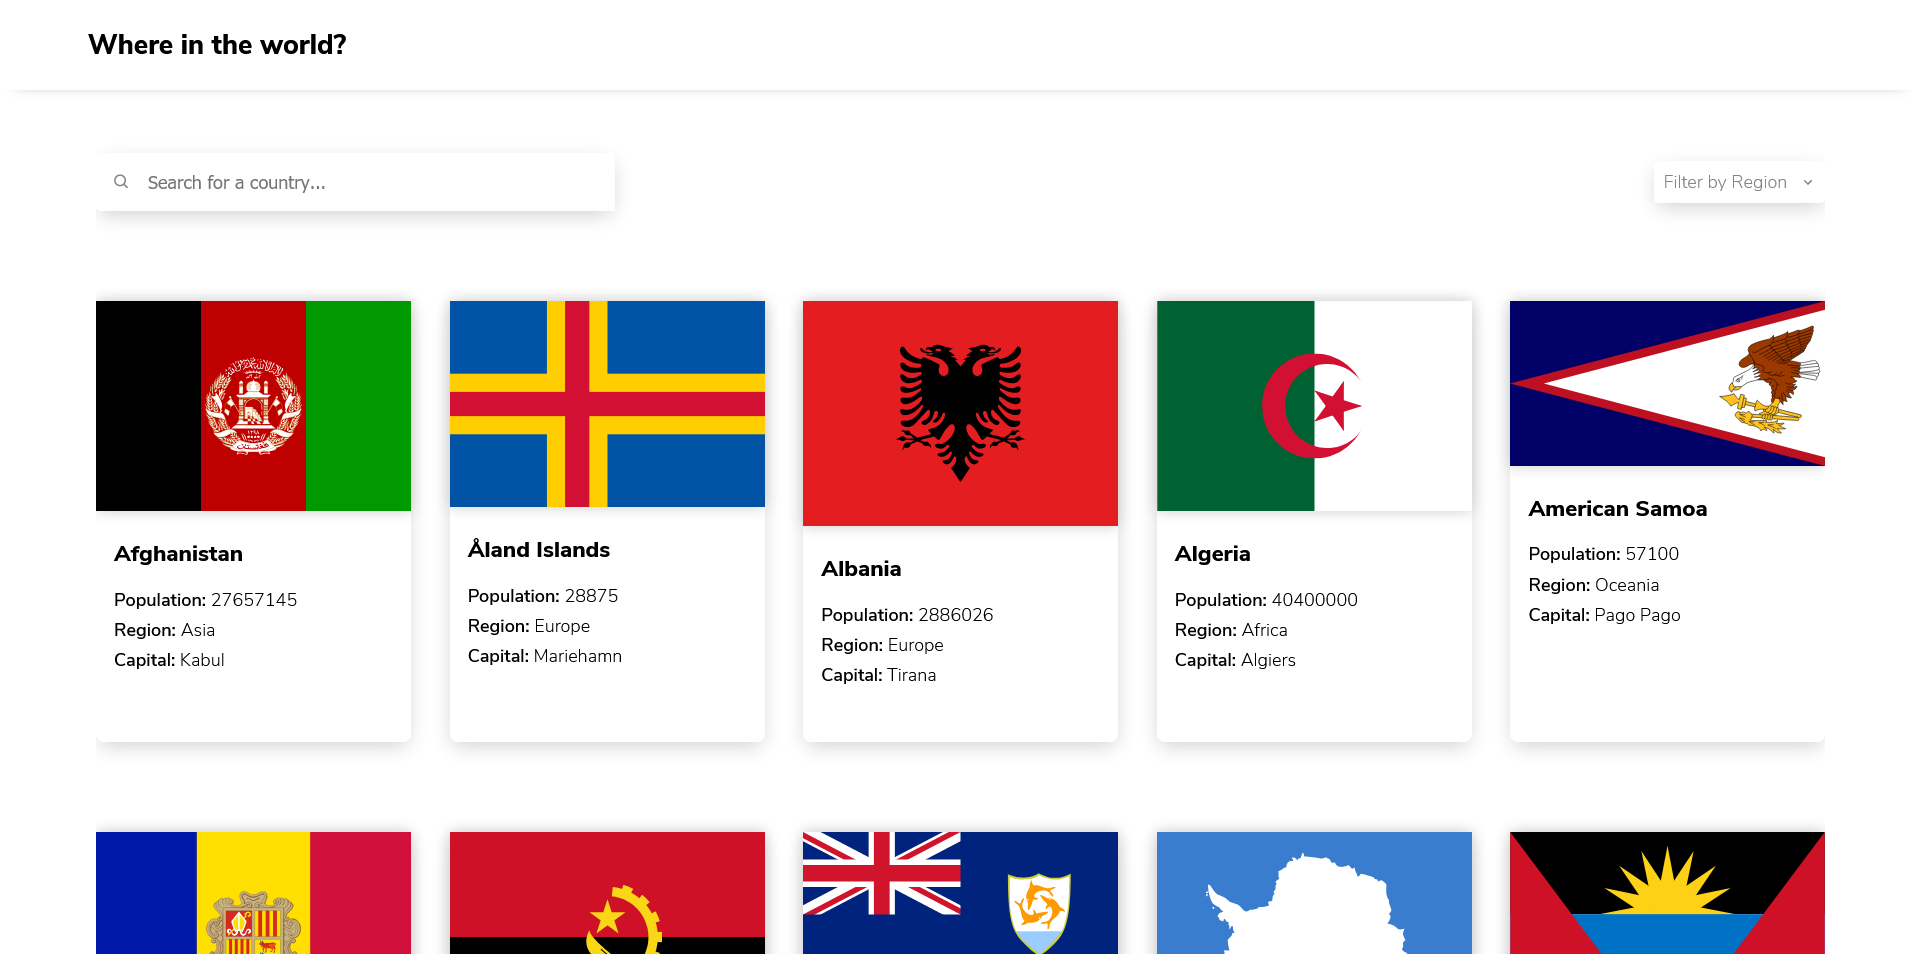 Where in the world?
Search for a country...
Filter by Region
Afghanistan
Population: 27657145
Region: Asia
Capital: Kabul
Åland Islands
Population: 28875
Region: Europe
Capital: Mariehamn
Albania
Population: 2886026
Region: Europe
Capital: Tirana
Algeria
Population: 40400000
Region: Africa
Capital: Algiers
American Samoa
Population: 57100
Region: Oceania
Capital: Pago Pago